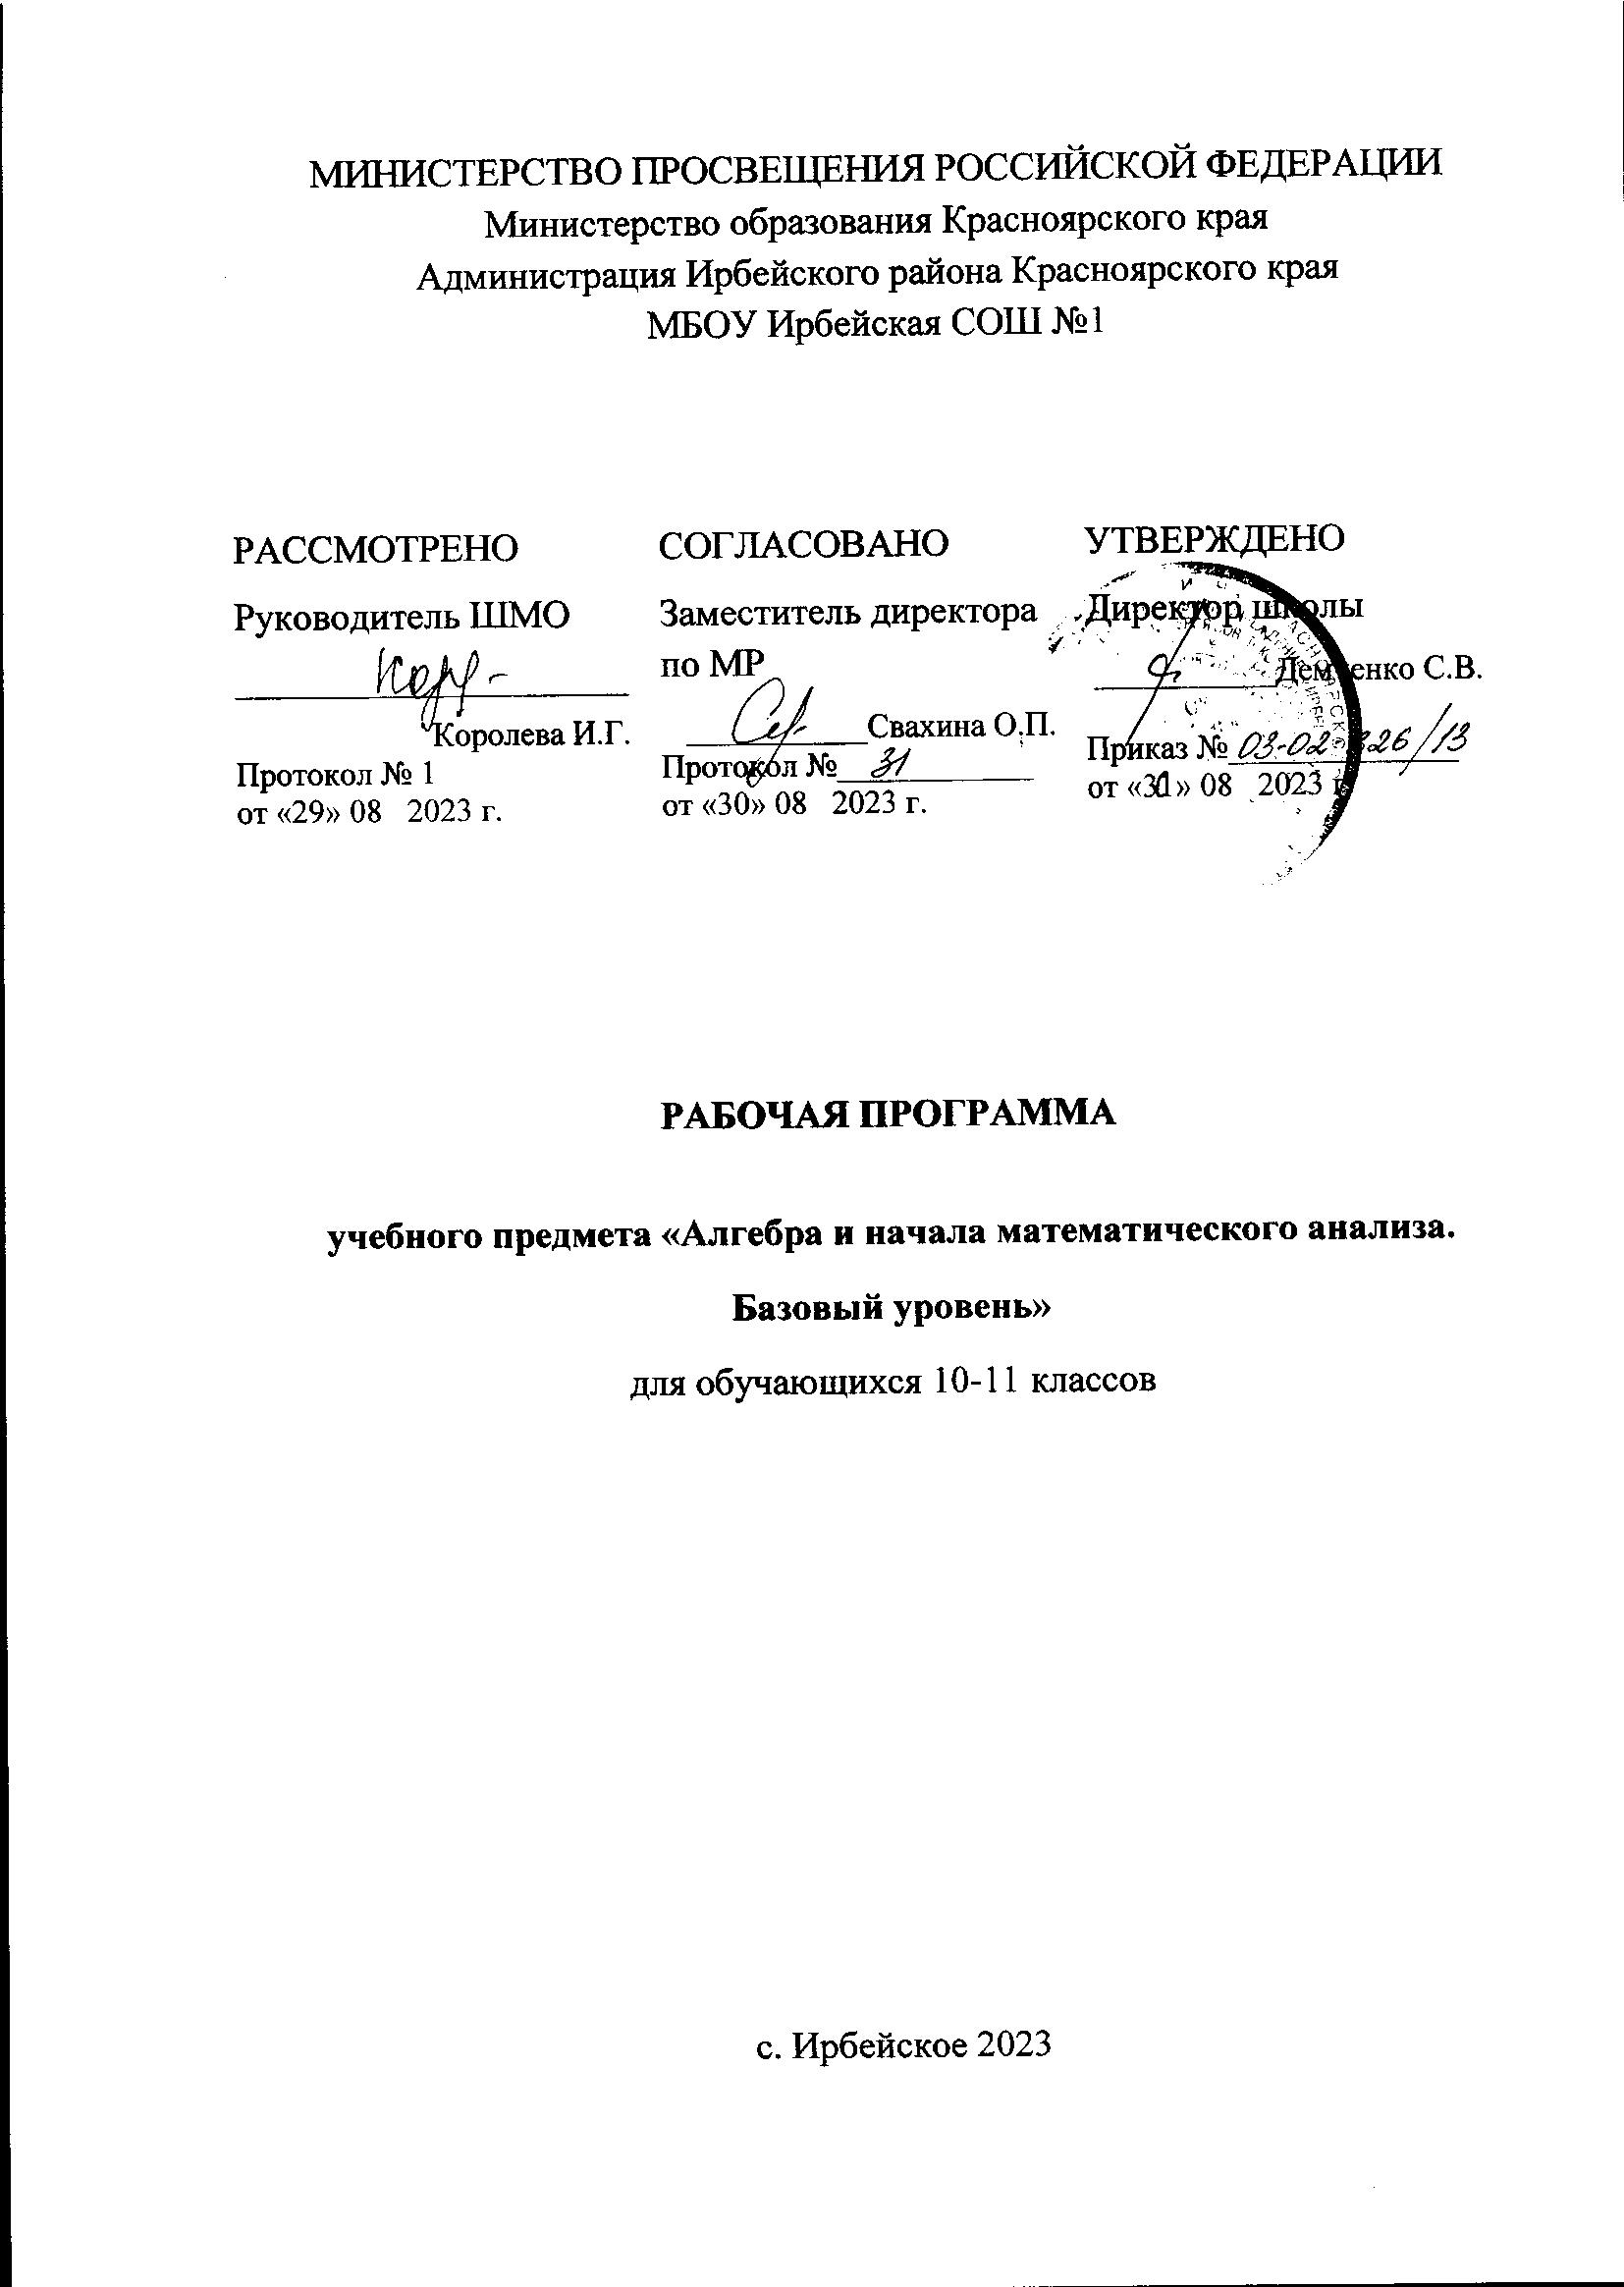 МИНИСТЕРСТВО ПРОСВЕЩЕНИЯ РОССИЙСКОЙ ФЕДЕРАЦИИ
Министерство образования Красноярского края
Администрация Ирбейского района Красноярского края
МБОУ Ирбейская СОШ №1
РАССМОТРЕНО
Руководитель ШМО
Королева И.Г.
Протокол № 1
от «29» 08 2023 г.
СОГЛАСОВАНО
Заместитель директора
по МР
Свахина О.П.
Протокол № 31
от «30» 08 2023 г.
УТВЕРЖДЕНО
Директор школы
С.В.
Приказ № 03-02 326/13
от «31» 08 2023 г
РАБОЧАЯ ПРОГРАММА
учебного предмета «Алгебра и начала математического анализа.
Базовый уровень»
для обучающихся 10-11 классов
с. Ирбейское 2023